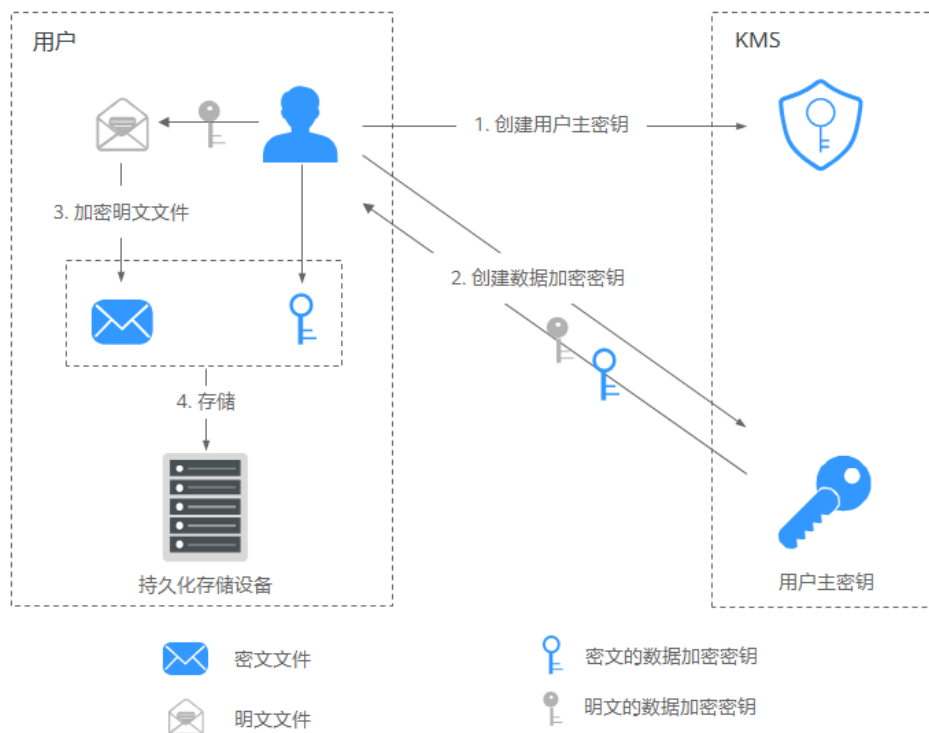 用户
KMS
1. 创建用户主密钥
3. 加密明文文件
2. 创建数据加密密钥
4. 存储
持久化存储设备
用户主密钥
密文文件
密文的数据加密密钥
明文文件
明文的数据加密密钥